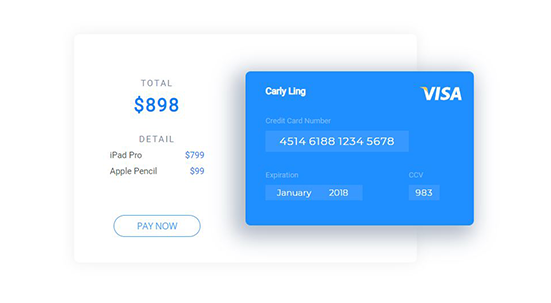 TOTAL
$898
DETAIL
iPad Pro $799
Apple Pencil $99
PAY NOW
Carly Ling VISA
Credit Card Number
4514 6188 1234 5678
Expiration CCV
January 2018 983